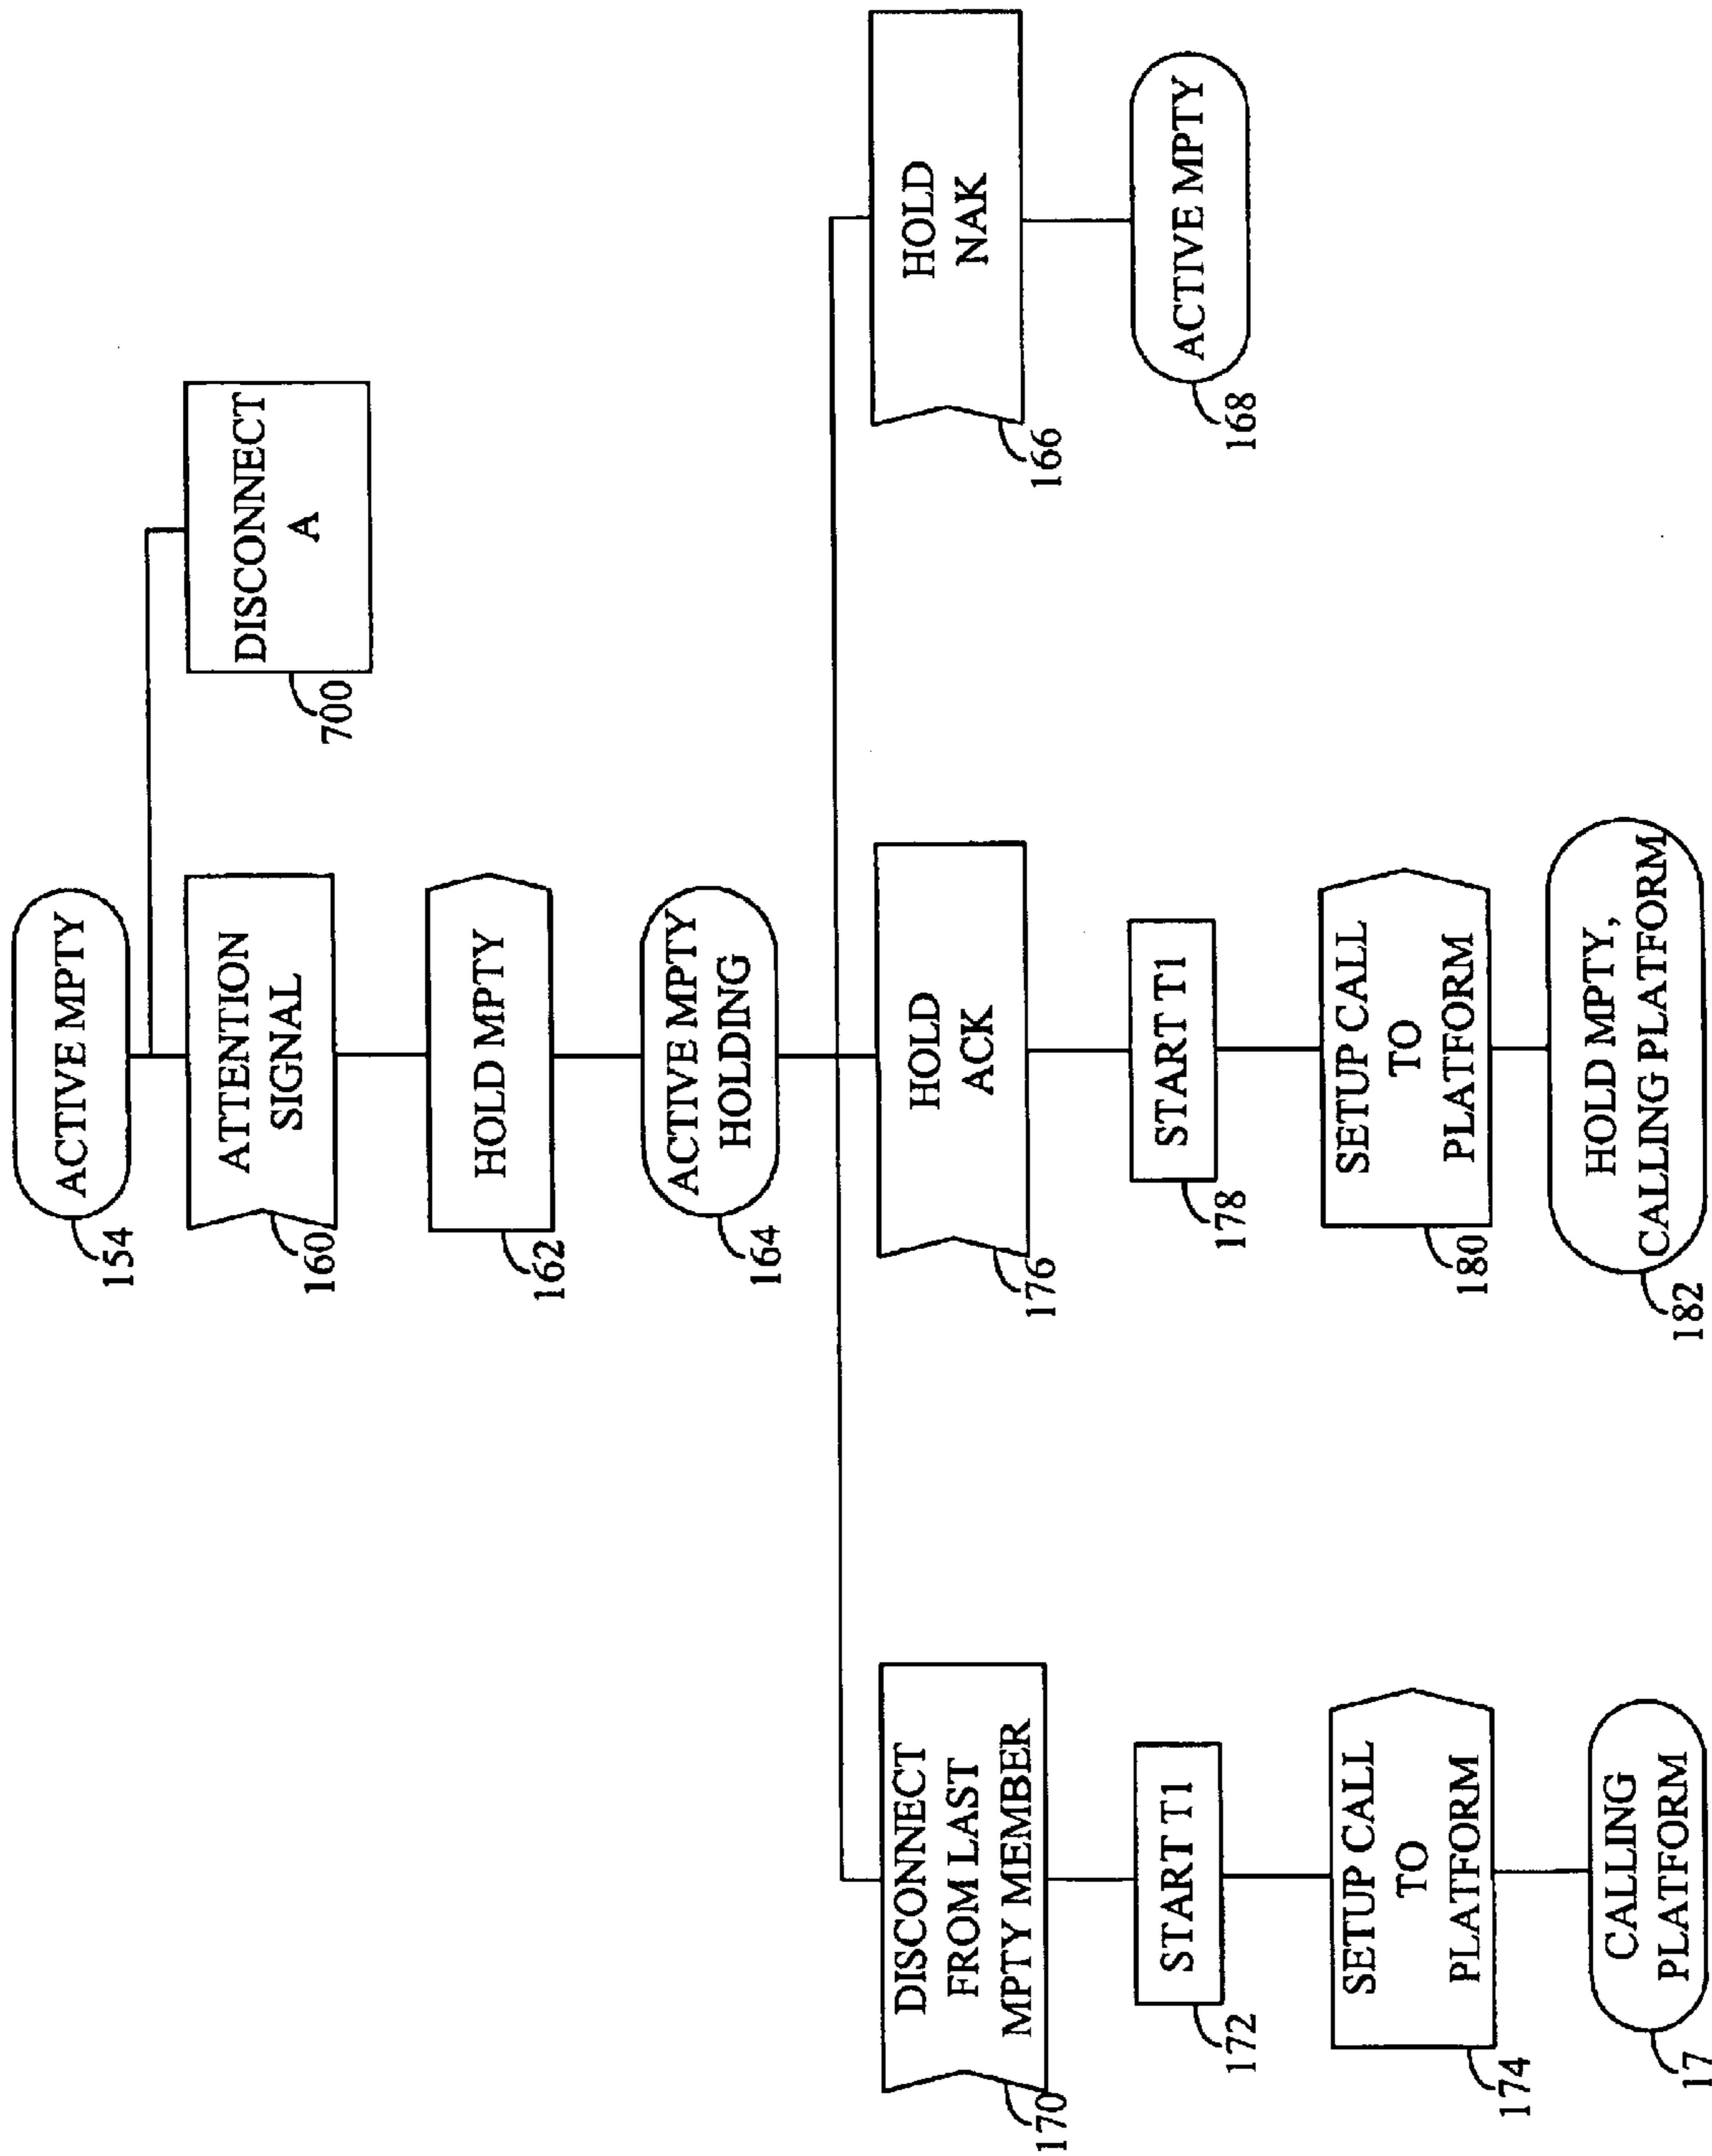 ACTIVE MPTY
154
ATTENTION
SIGNAL
160
DISCONNECT
A
700
HOLD MPTY
162
ACTIVE MPTY
HOLDING
164
DISCONNECT
FROM LAST
MPTY MEMBER
170
HOLD
ACK
176
HOLD
NAK
166
START T1
172
START T1
178
ACTIVE MPTY
168
SETUP CALL
TO
PLATFORM
174
SETUP CALL
TO
PLATFORM
180
CALLING
PLATFORM
17
HOLD MPTY,
CALLING PLATFORM
182